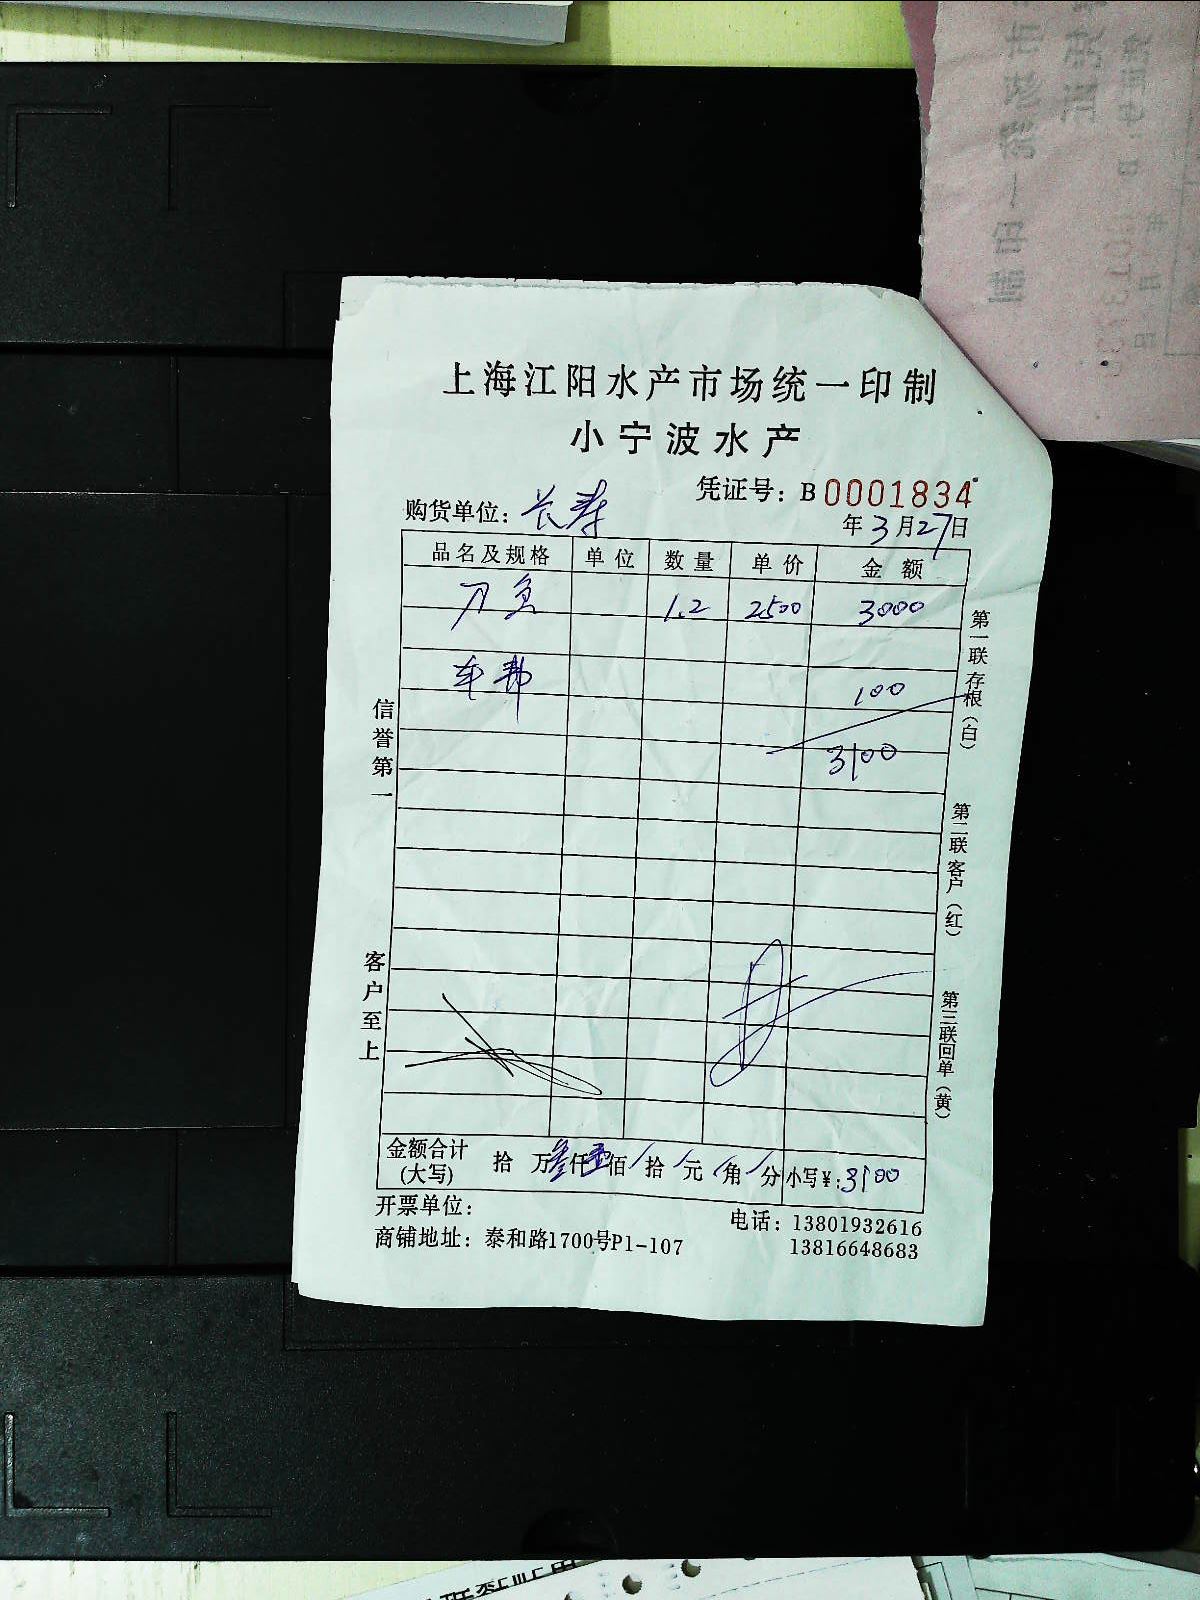 上海江阳水产市场统一印制
小宁波水产
凭证号：B0001834
购货单位：长寿
年3月27日
品名及规格 单位 数量 单价 金额
刀鱼 1.2 2500 3000
车费 100
3100
信誉第一
客户至上
第一联存根（白）
第二联客户（红）
第三联回单（黄）
金额合计(大写) 拾 万叁仟壹佰/拾/元/角/分 小写¥:3100
开票单位：
商铺地址：泰和路1700号P1-107
电话：13801932616
13816648683